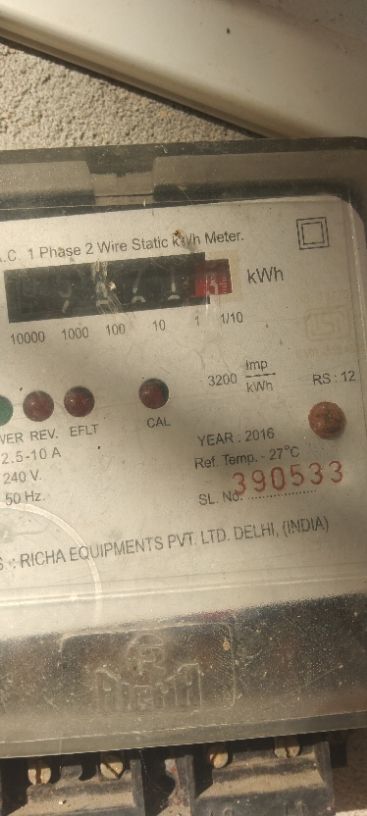 A.C. 1 Phase 2 Wire Static kWh Meter.
kWh
10000 1000 100 10 1 1/10
3200 Imp/kWh
RS : 12
REV. EFLT CAL
2.5-10 A
YEAR : 2016
240 V.
Ref. Temp. - 27°C
50 Hz.
SL. No. 390533
: RICHA EQUIPMENTS PVT. LTD. DELHI, (INDIA)
RICHA